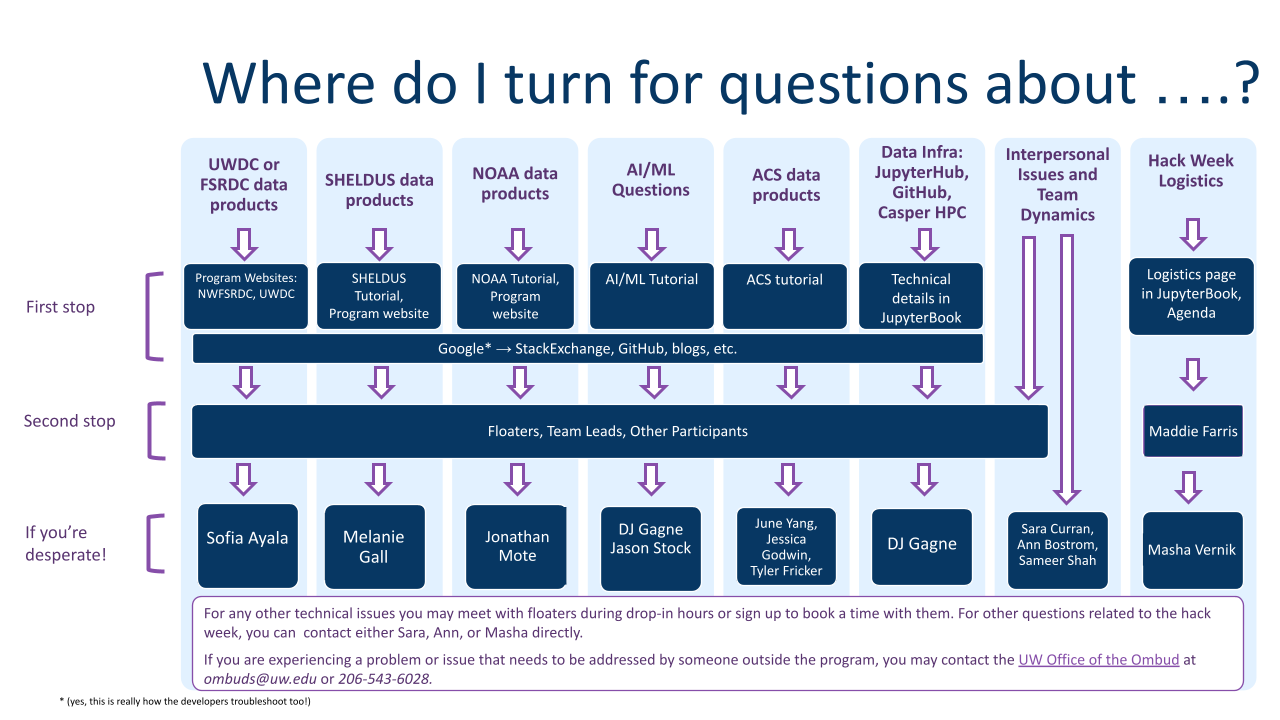 Where do I turn for questions about ….?
UWDC or
FSRDC data
products
SHELDUS data
products
NOAA data
products
AI/ML
Questions
ACS data
products
Data Infra:
JupyterHub,
GitHub,
Casper HPC
Interpersonal
Issues and
Team
Dynamics
Hack Week
Logistics
First stop
Program Websites:
NWFSRDC, UWDC
SHELDUS
Tutorial,
Program website
NOAA Tutorial,
Program
website
AI/ML Tutorial
ACS tutorial
Technical
details in
JupyterBook
Logistics page
in JupyterBook,
Agenda
Google* → StackExchange, GitHub, blogs, etc.
Second stop
Floaters, Team Leads, Other Participants
Maddie Farris
If you’re
desperate!
Sofia Ayala
Melanie
Gall
Jonathan
Mote
DJ Gagne
Jason Stock
June Yang,
Jessica
Godwin,
Tyler Fricker
DJ Gagne
Sara Curran,
Ann Bostrom,
Sameer Shah
Masha Vernik
For any other technical issues you may meet with floaters during drop-in hours or sign up to book a time with them. For other questions related to the hack
week, you can  contact either Sara, Ann, or Masha directly.
If you are experiencing a problem or issue that needs to be addressed by someone outside the program, you may contact the UW Office of the Ombud at
ombuds@uw.edu or 206-543-6028.
* (yes, this is really how the developers troubleshoot too!)